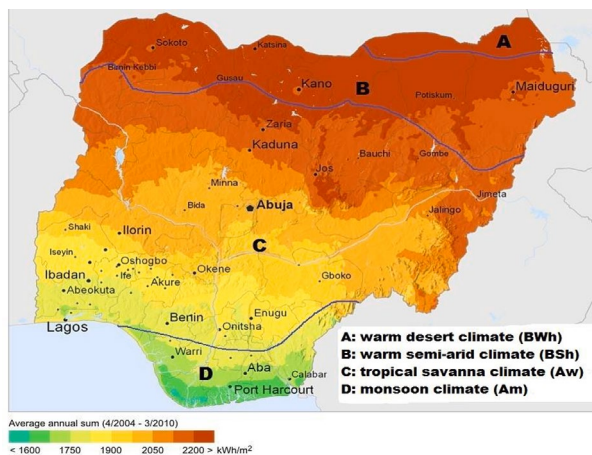 A
Sokoto
Katsina
Banin Kebbi
Gusau
Kano
B
Potiskum
Maiduguri
Zaria
Kaduna
Bauchi
Gombe
Jos
Minna
Jimeta
Bida
Abuja
Jalingo
Shaki
Ilorin
C
Iseyin
Oshogbo
Okene
Gboko
Ibadan
Ife
Akure
Abeokuta
Enugu
Lagos
Benin
Onitsha
A: warm desert climate (BWh)
Warri
B: warm semi-arid climate (BSh)
D
Aba
Calabar
C: tropical savanna climate (Aw)
Port Harcourt
D: monsoon climate (Am)
Average annual sum (4/2004 - 3/2010)
< 1600 1750 1900 2050 2200 > kWh/m²